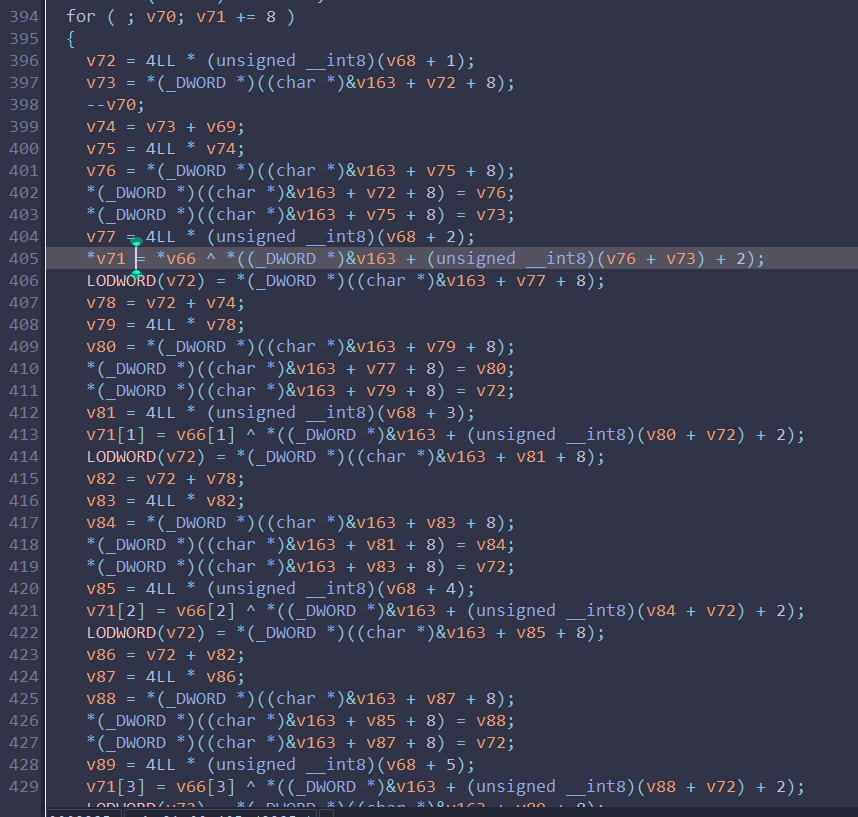 394 for ( ; v70; v71 += 8 )
395 {
396 v72 = 4LL * (unsigned __int8)(v68 + 1);
397 v73 = *(_DWORD *)((char *)&v163 + v72 + 8);
398 --v70;
399 v74 = v73 + v69;
400 v75 = 4LL * v74;
401 v76 = *(_DWORD *)((char *)&v163 + v75 + 8);
402 *(_DWORD *)((char *)&v163 + v72 + 8) = v76;
403 *(_DWORD *)((char *)&v163 + v75 + 8) = v73;
404 v77 = 4LL * (unsigned __int8)(v68 + 2);
405 *v71 = *v66 ^ *((_DWORD *)&v163 + (unsigned __int8)(v76 + v73) + 2);
406 LODWORD(v72) = *(_DWORD *)((char *)&v163 + v77 + 8);
407 v78 = v72 + v74;
408 v79 = 4LL * v78;
409 v80 = *(_DWORD *)((char *)&v163 + v79 + 8);
410 *(_DWORD *)((char *)&v163 + v77 + 8) = v80;
411 *(_DWORD *)((char *)&v163 + v79 + 8) = v72;
412 v81 = 4LL * (unsigned __int8)(v68 + 3);
413 v71[1] = v66[1] ^ *((_DWORD *)&v163 + (unsigned __int8)(v80 + v72) + 2);
414 LODWORD(v72) = *(_DWORD *)((char *)&v163 + v81 + 8);
415 v82 = v72 + v78;
416 v83 = 4LL * v82;
417 v84 = *(_DWORD *)((char *)&v163 + v83 + 8);
418 *(_DWORD *)((char *)&v163 + v81 + 8) = v84;
419 *(_DWORD *)((char *)&v163 + v83 + 8) = v72;
420 v85 = 4LL * (unsigned __int8)(v68 + 4);
421 v71[2] = v66[2] ^ *((_DWORD *)&v163 + (unsigned __int8)(v84 + v72) + 2);
422 LODWORD(v72) = *(_DWORD *)((char *)&v163 + v85 + 8);
423 v86 = v72 + v82;
424 v87 = 4LL * v86;
425 v88 = *(_DWORD *)((char *)&v163 + v87 + 8);
426 *(_DWORD *)((char *)&v163 + v85 + 8) = v88;
427 *(_DWORD *)((char *)&v163 + v87 + 8) = v72;
428 v89 = 4LL * (unsigned __int8)(v68 + 5);
429 v71[3] = v66[3] ^ *((_DWORD *)&v163 + (unsigned __int8)(v88 + v72) + 2);